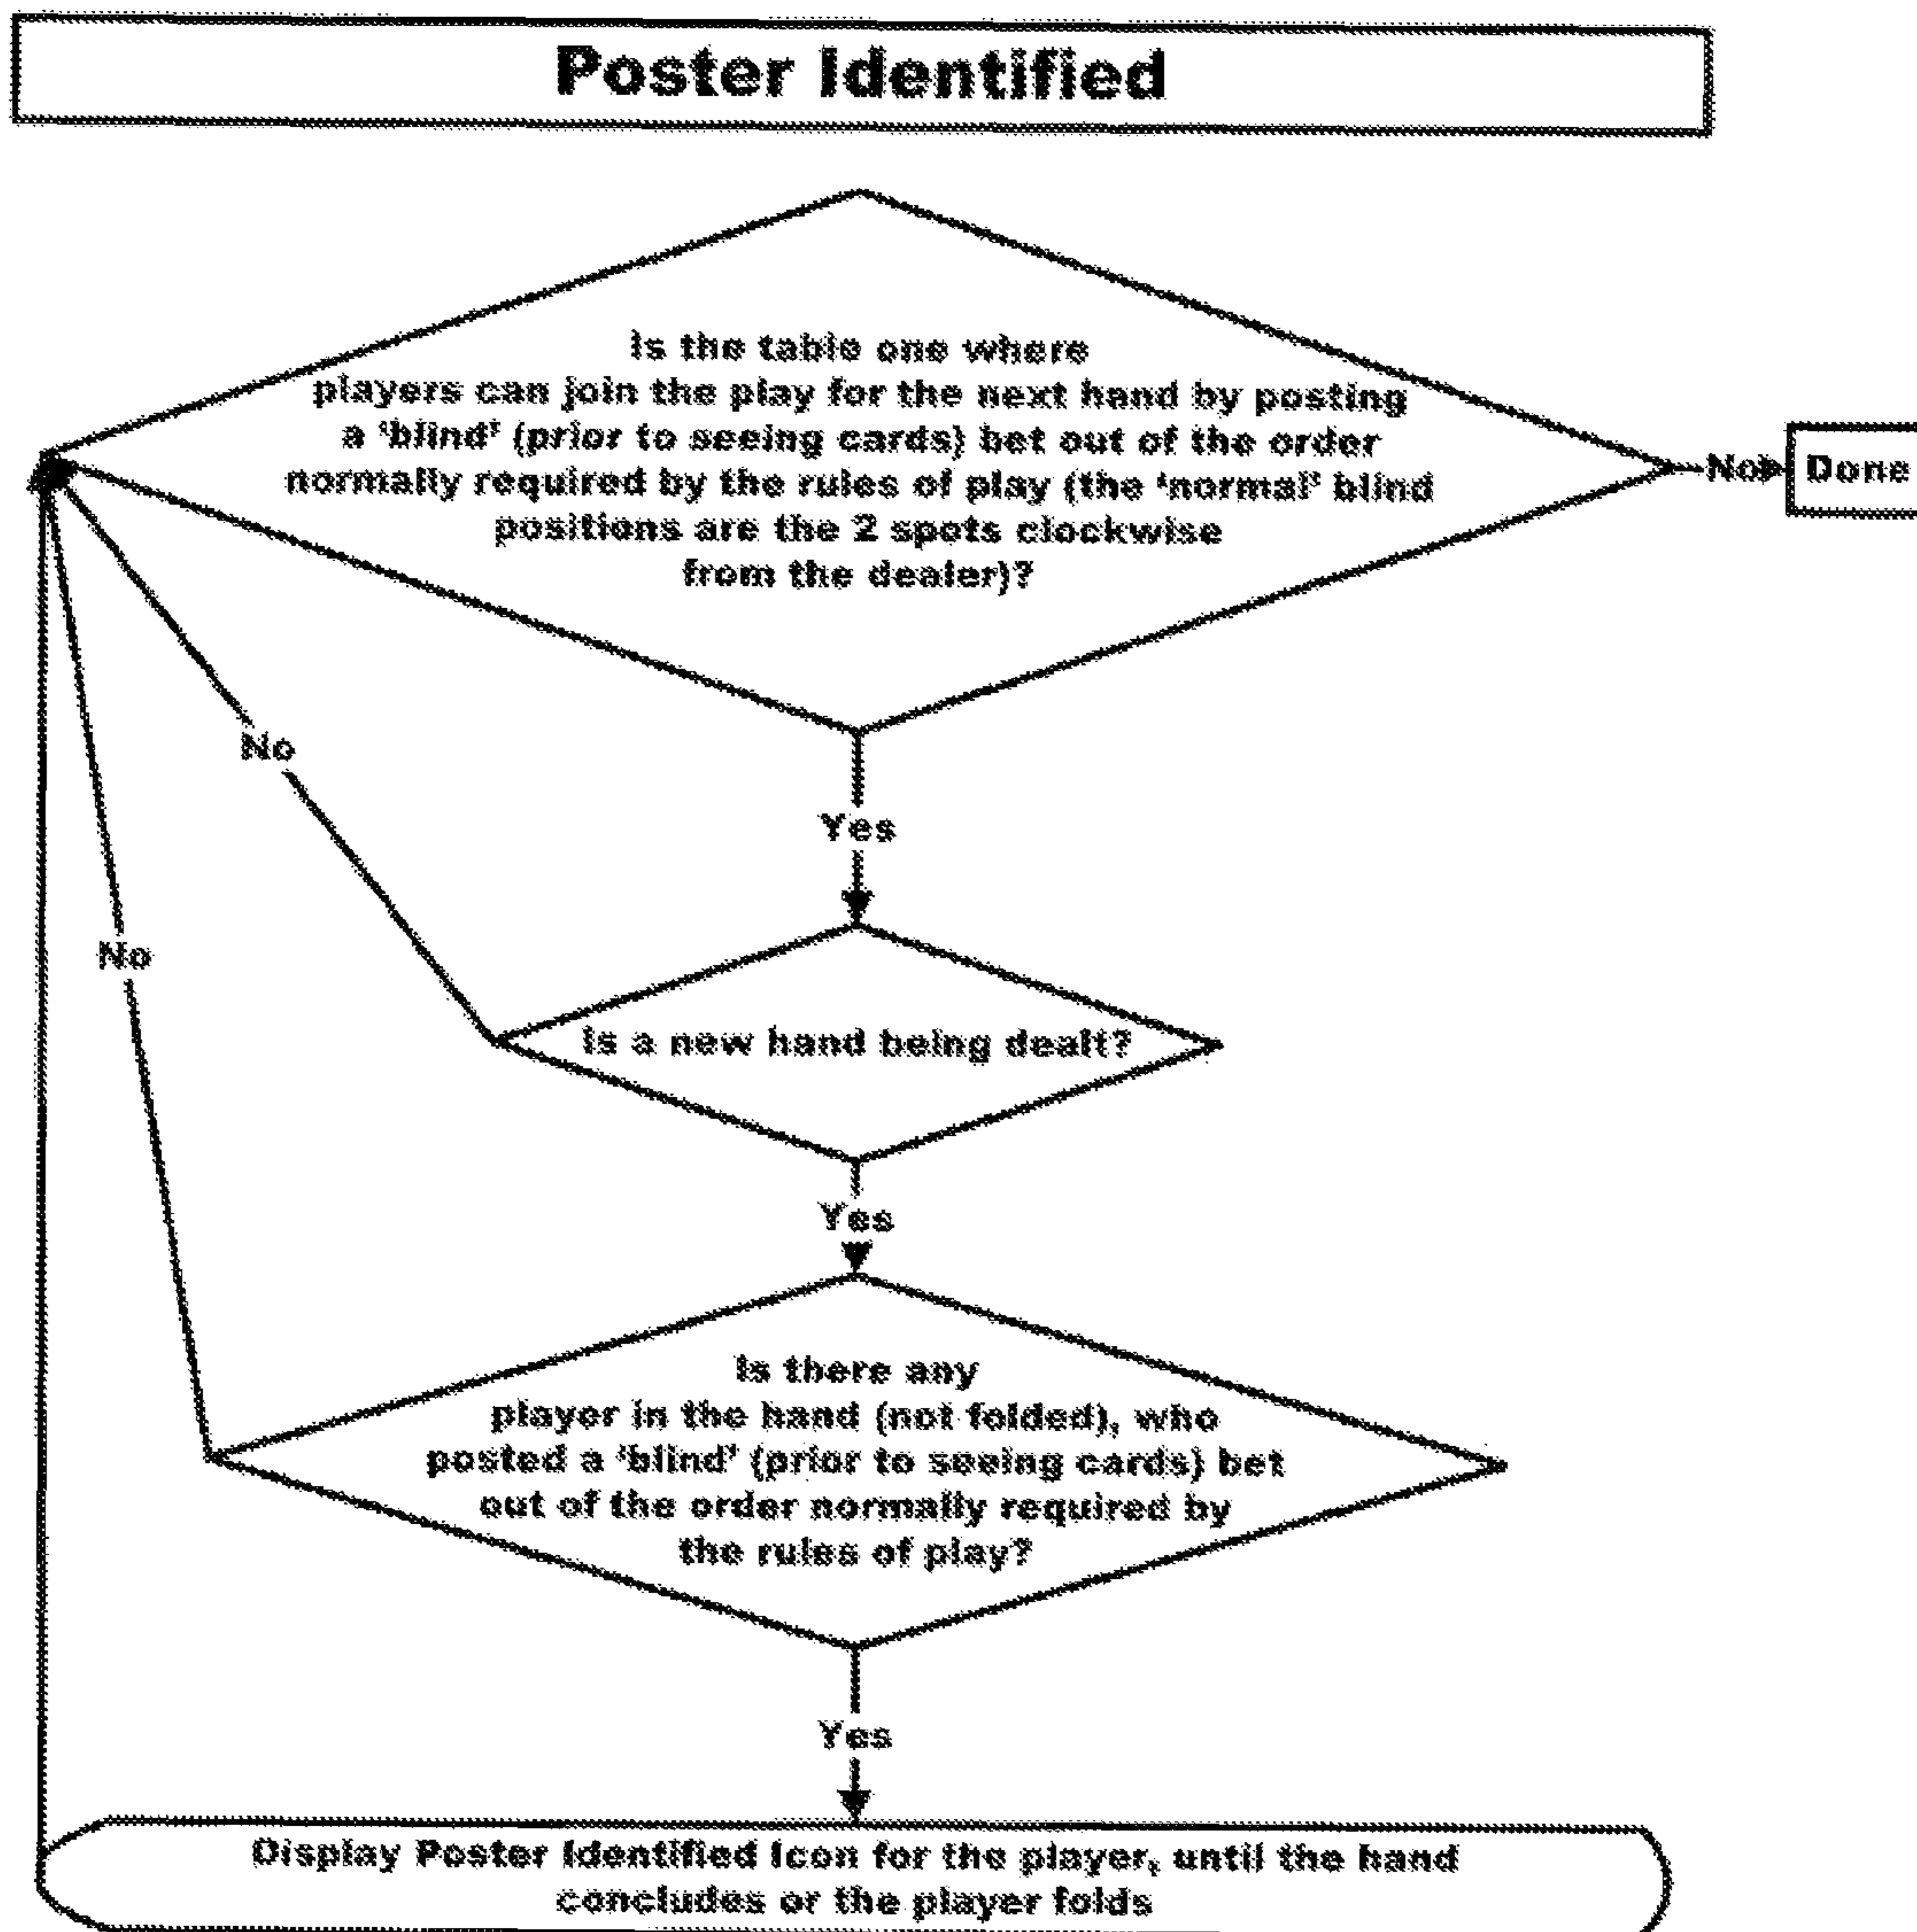 Poster Identified
Is the table one where
players can join the play for the next hand by posting
a 'blind' (prior to seeing cards) bet out of the order
normally required by the rules of play (the 'normal' blind
positions are the 2 spots clockwise
from the dealer)?
No
Done
No
Yes
No
Is a new hand being dealt?
Yes
Is there any
player in the hand (not folded), who
posted a 'blind' (prior to seeing cards) bet
out of the order normally required by
the rules of play?
Yes
Display Poster Identified Icon for the player, until the hand
concludes or the player folds